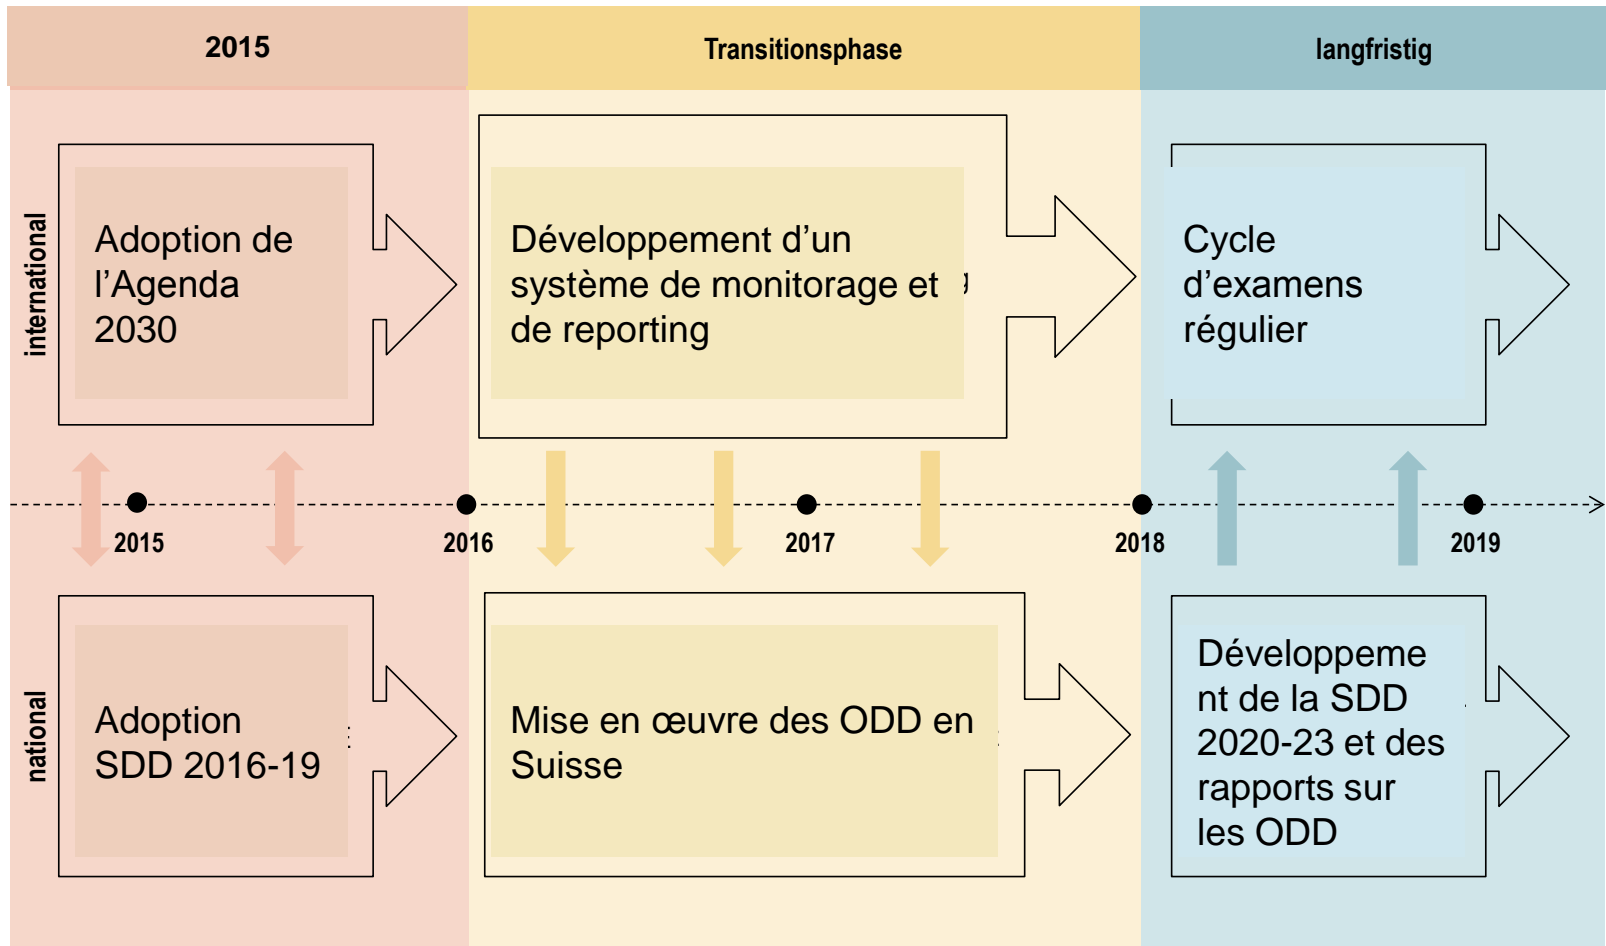 2015
Transitionsphase
langfristig
international
Adoption de
l’Agenda
2030
Développement d’un
système de monitorage et
de reporting
Cycle
d’examens
régulier
2015
2016
2017
2018
2019
national
Adoption
SDD 2016-19
Mise en œuvre des ODD en
Suisse
Développeme
nt de la SDD
2020-23 et des
rapports sur
les ODD